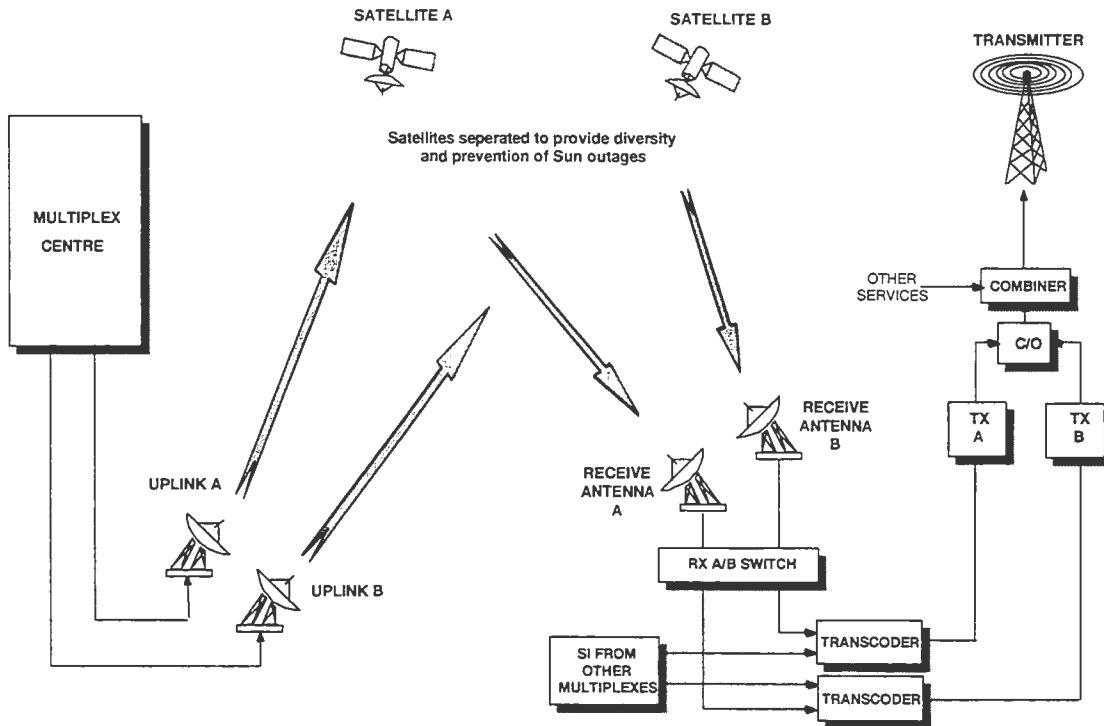 SATELLITE A
SATELLITE B
TRANSMITTER
Satellites seperated to provide diversity
and prevention of Sun outages
MULTIPLEX
CENTRE
OTHER
SERVICES
COMBINER
C/O
TX
A
TX
B
RECEIVE
ANTENNA
B
RECEIVE
ANTENNA
A
UPLINK A
UPLINK B
RX A/B SWITCH
TRANSCODER
SI FROM
OTHER
MULTIPLEXES
TRANSCODER